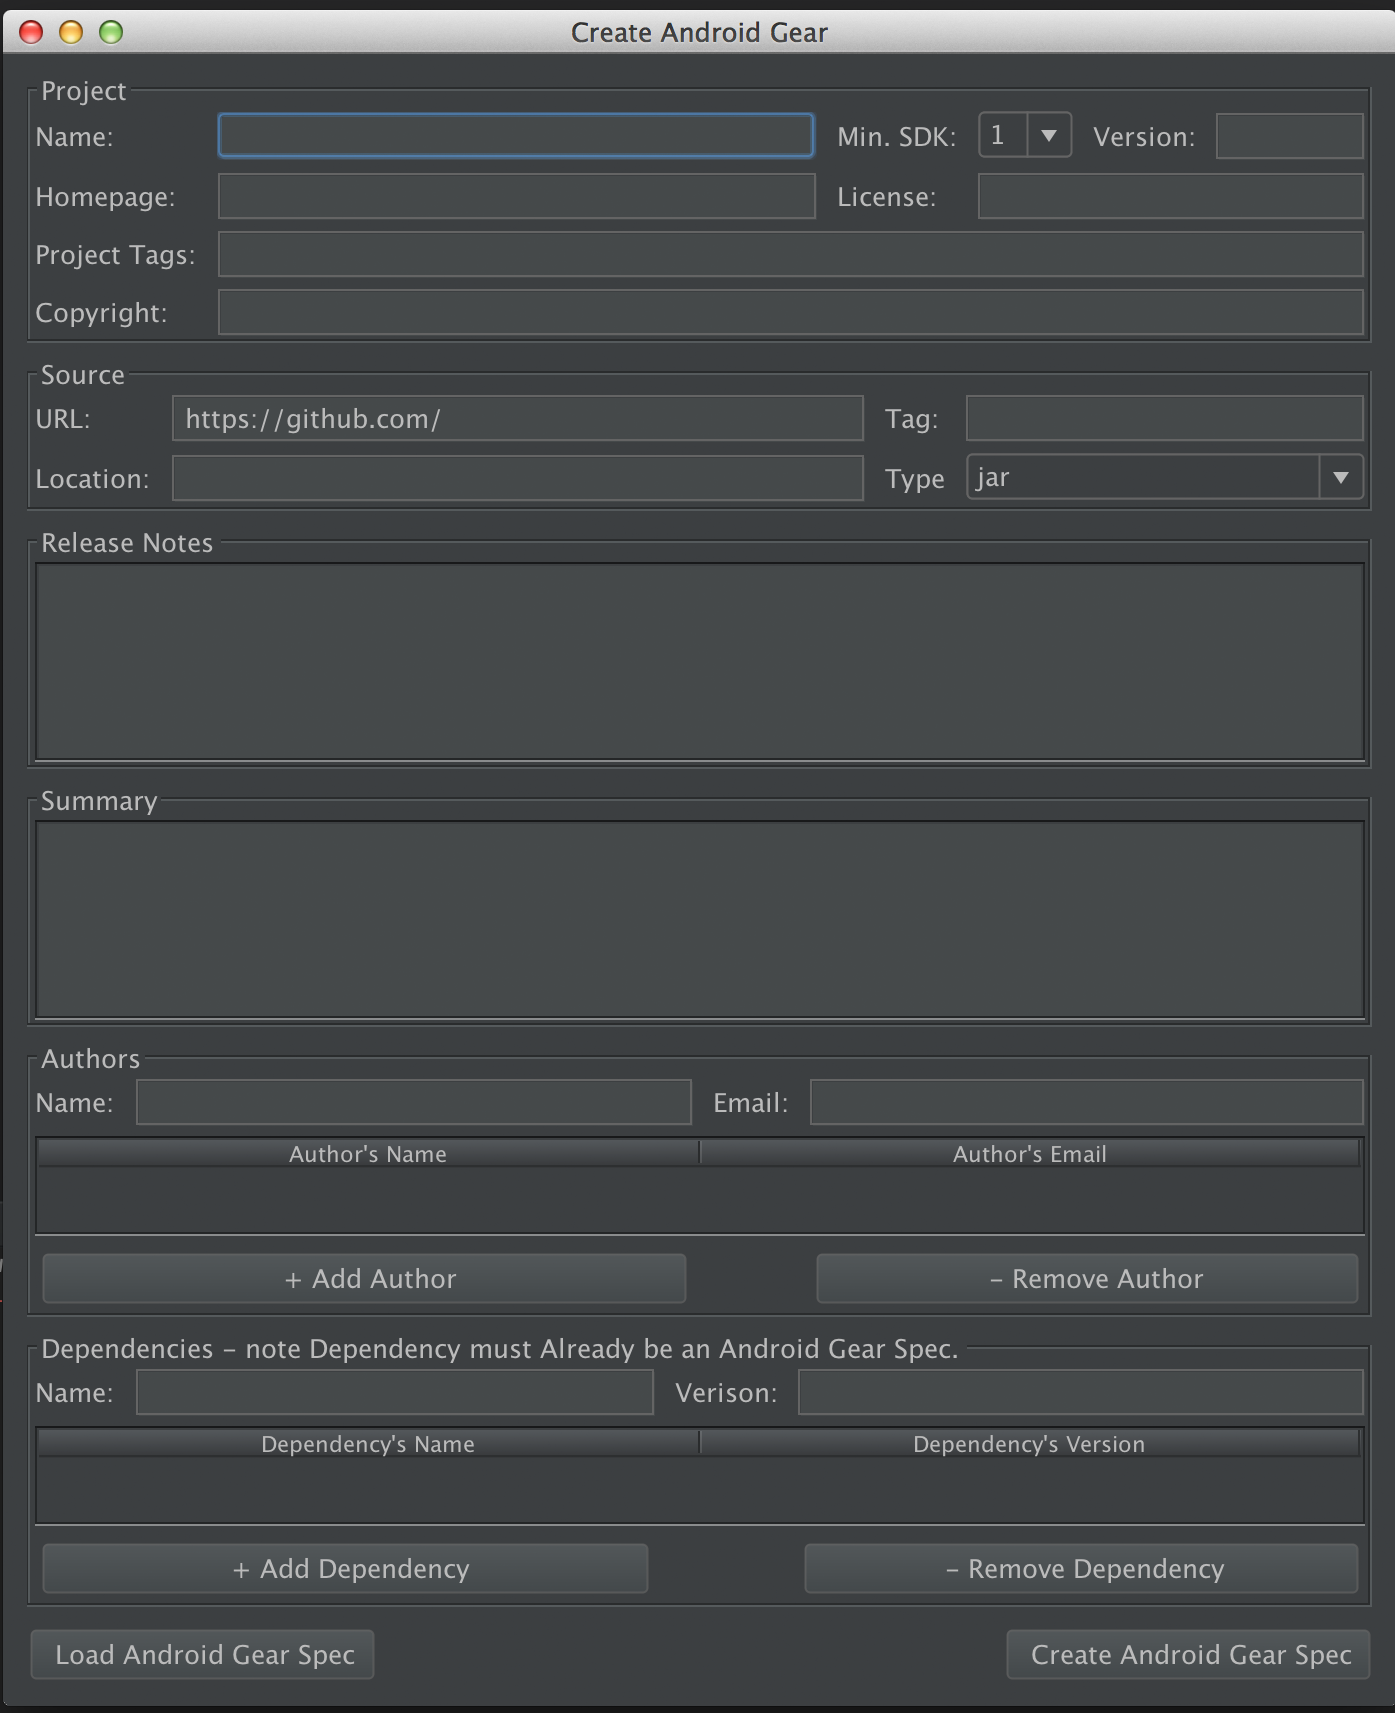 Create Android Gear
Project
Name:
Min. SDK: 1 Version:
Homepage:
License:
Project Tags:
Copyright:
Source
URL: https://github.com/ Tag:
Location:
Type jar
Release Notes
Summary
Authors
Name:
Email:
Author's Name Author's Email
+ Add Author – Remove Author
Dependencies – note Dependency must Already be an Android Gear Spec.
Name:
Verison:
Dependency's Name Dependency's Version
+ Add Dependency – Remove Dependency
Load Android Gear Spec Create Android Gear Spec